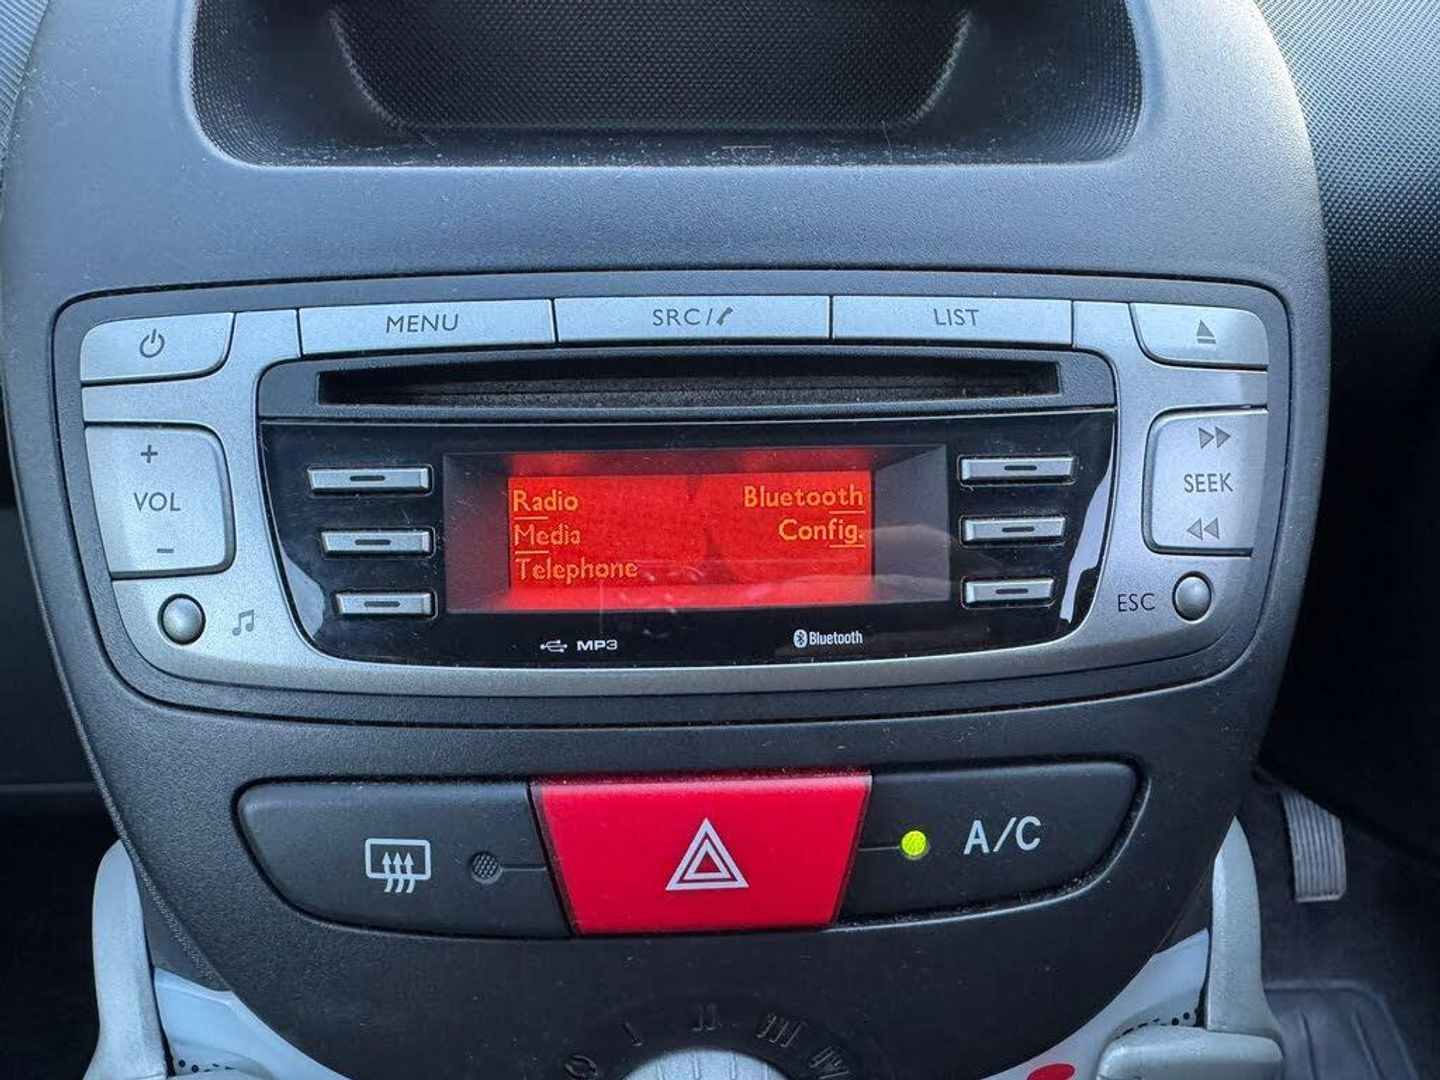 MENU
SRC/
LIST
+
VOL
-
SEEK
Radio
Bluetooth
Media
Config.
Telephone
ESC
MP3
Bluetooth
A/C